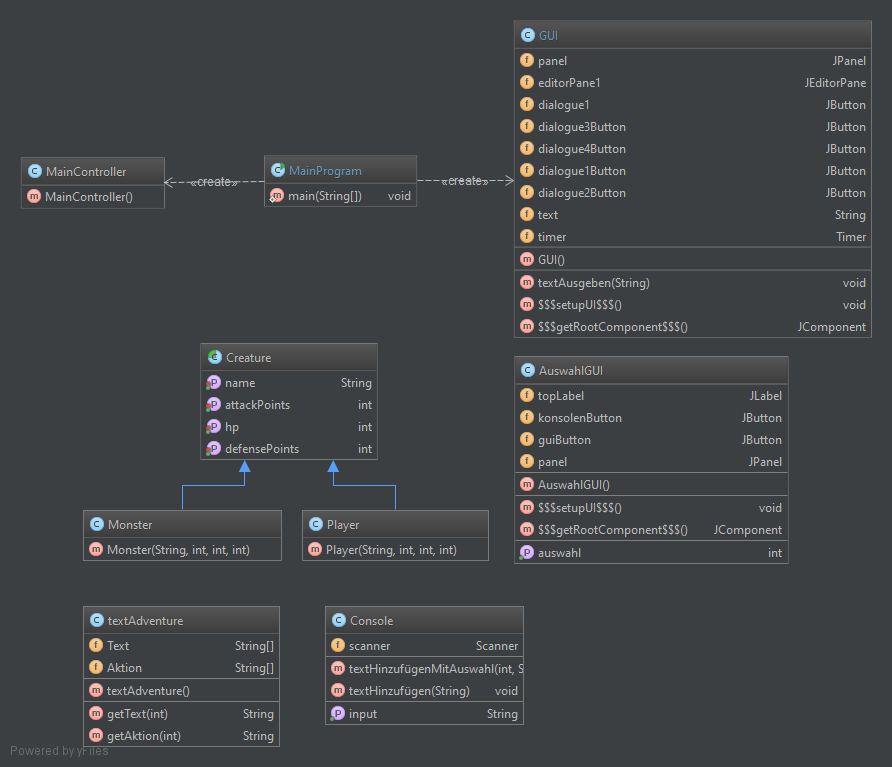 GUI
panel JPanel
editorPane1 JEditorPane
dialogue1 JButton
dialogue3Button JButton
dialogue4Button JButton
dialogue1Button JButton
dialogue2Button JButton
text String
timer Timer
GUI()
textAusgeben(String) void
$$$setupUI$$$() void
$$$getRootComponent$$$() JComponent
MainController
MainController()
«create»
MainProgram
main(String[]) void
«create»
Creature
name String
attackPoints int
hp int
defensePoints int
AuswahlGUI
topLabel JLabel
konsolenButton JButton
guiButton JButton
panel JPanel
AuswahlGUI()
$$$setupUI$$$() void
$$$getRootComponent$$$() JComponent
auswahl int
Monster
Monster(String, int, int, int)
Player
Player(String, int, int, int)
textAdventure
Text String[]
Aktion String[]
textAdventure()
getText(int) String
getAktion(int) String
Console
scanner Scanner
textHinzufügenMitAuswahl(int, S
textHinzufügen(String) void
input String
Powered by yFiles